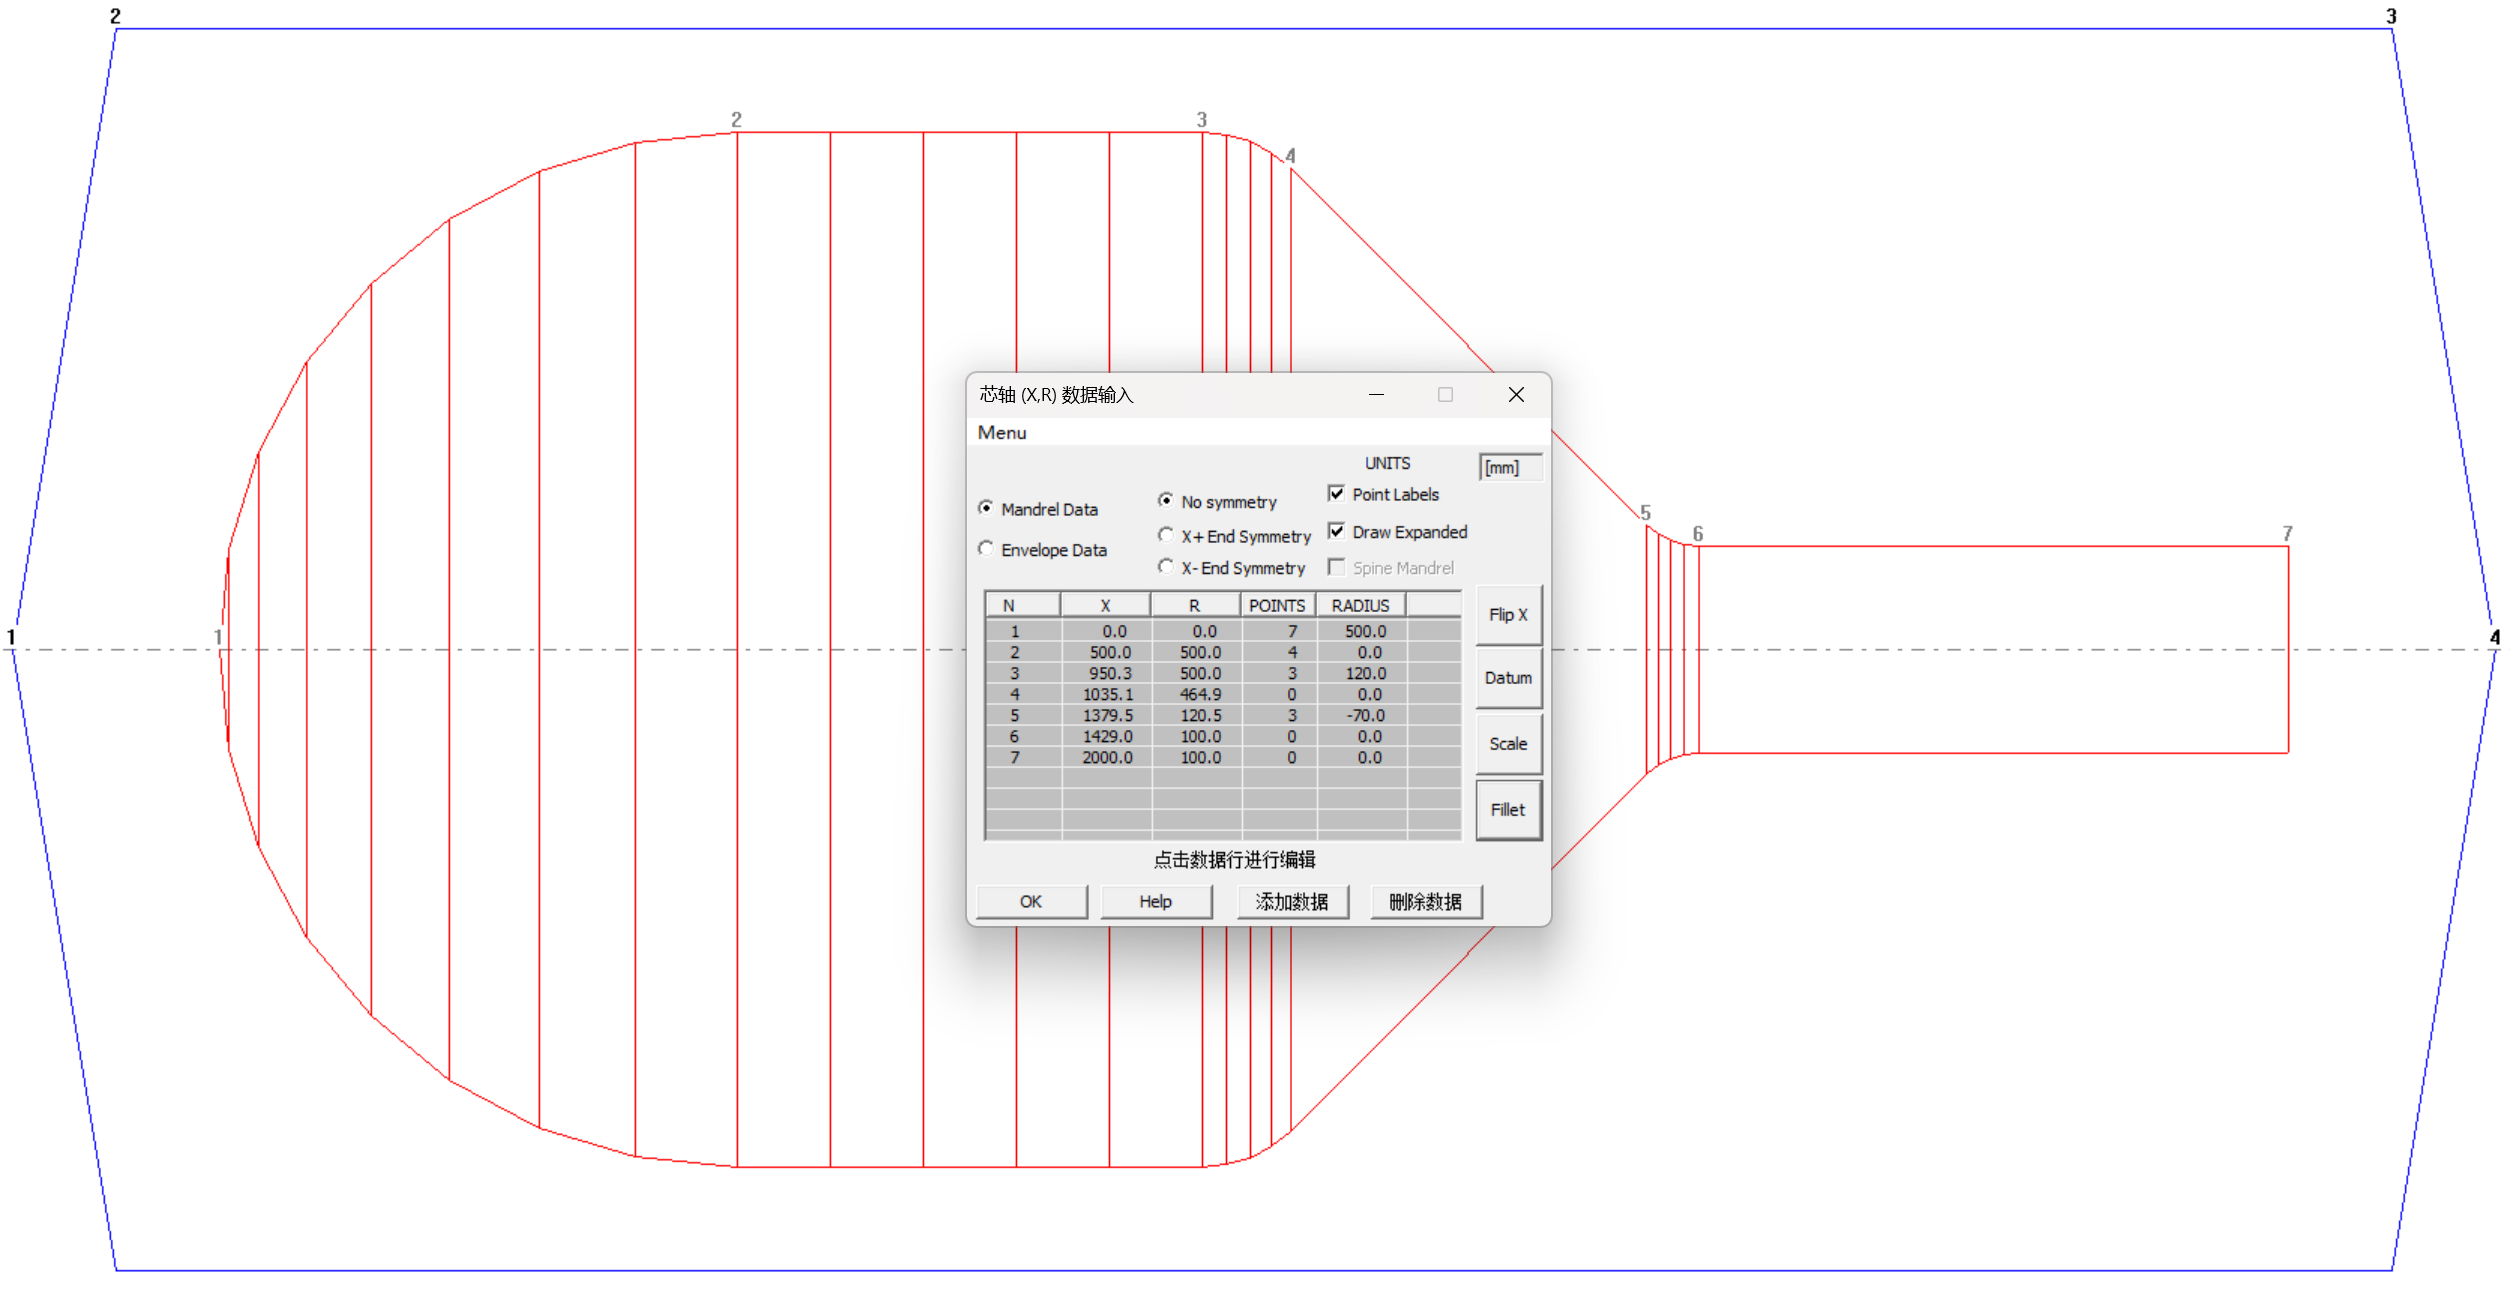 2 3
2 3
4
芯轴 (X,R) 数据输入
Menu
UNITS [mm]
Mandrel Data
Envelope Data
No symmetry
X+ End Symmetry
X- End Symmetry
Point Labels
Draw Expanded
Spine Mandrel
N X R POINTS RADIUS
1 0.0 0.0 7 500.0
2 500.0 500.0 4 0.0
3 950.3 500.0 3 120.0
4 1035.1 464.9 0 0.0
5 1379.5 120.5 3 -70.0
6 1429.0 100.0 0 0.0
7 2000.0 100.0 0 0.0
Flip X
Datum
Scale
Fillet
点击数据行进行编辑
OK Help 添加数据 删除数据
5 6 7
1 1 4